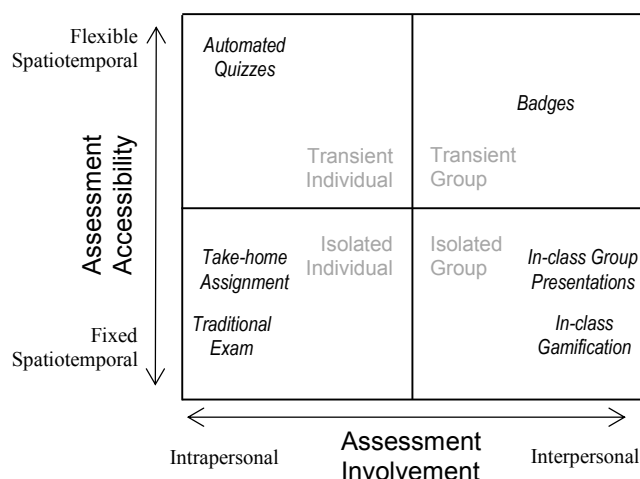 Flexible
Spatiotemporal
Automated
Quizzes
Badges
Transient
Individual
Transient
Group
Assessment
Accessibility
Take-home
Assignment
Isolated
Individual
Isolated
Group
In-class Group
Presentations
Traditional
Exam
In-class
Gamification
Fixed
Spatiotemporal
Intrapersonal
Assessment
Involvement
Interpersonal